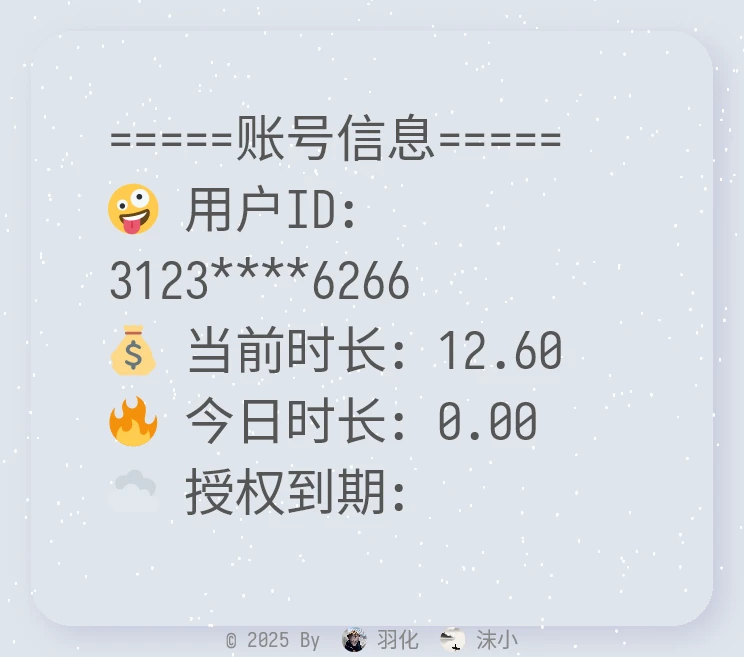 =====账号信息=====
🤪 用户ID:
3123****6266
💰 当前时长: 12.60
🔥 今日时长: 0.00
☁️ 授权到期:
© 2025 By 羽化 沫小